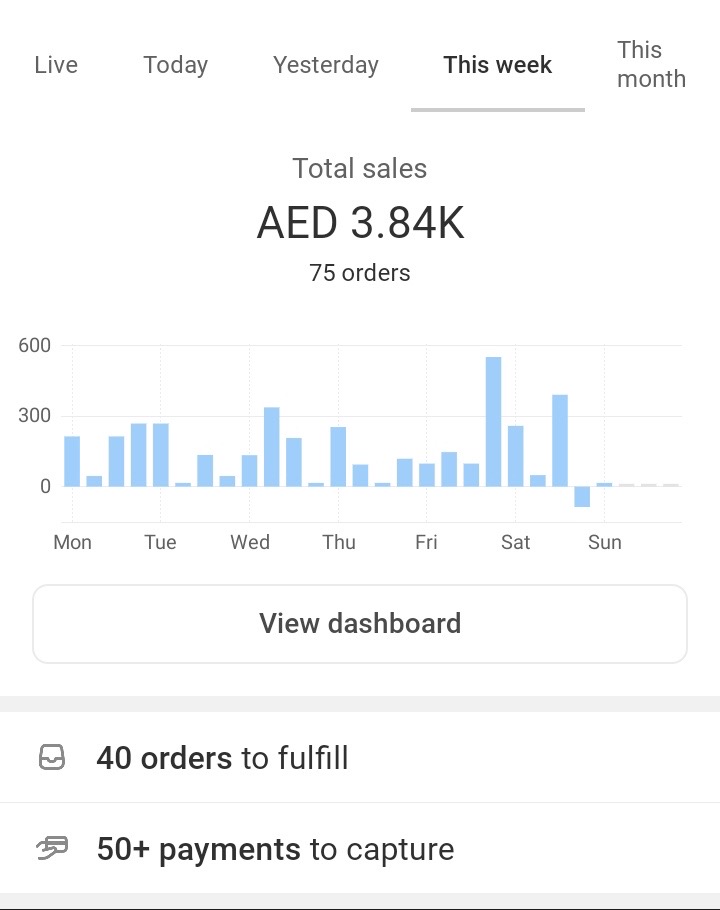 Live Today Yesterday This week This month
Total sales
AED 3.84K
75 orders
600
300
0
Mon Tue Wed Thu Fri Sat Sun
View dashboard
40 orders to fulfill
50+ payments to capture